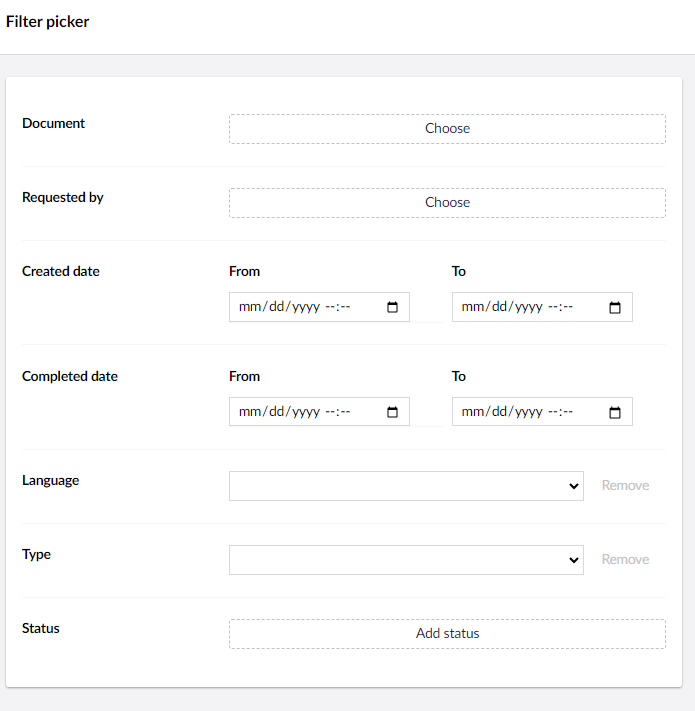 Filter picker
Document
Choose
Requested by
Choose
Created date
From
To
mm/dd/yyyy --:--
mm/dd/yyyy --:--
Completed date
From
To
mm/dd/yyyy --:--
mm/dd/yyyy --:--
Language
Remove
Type
Remove
Status
Add status